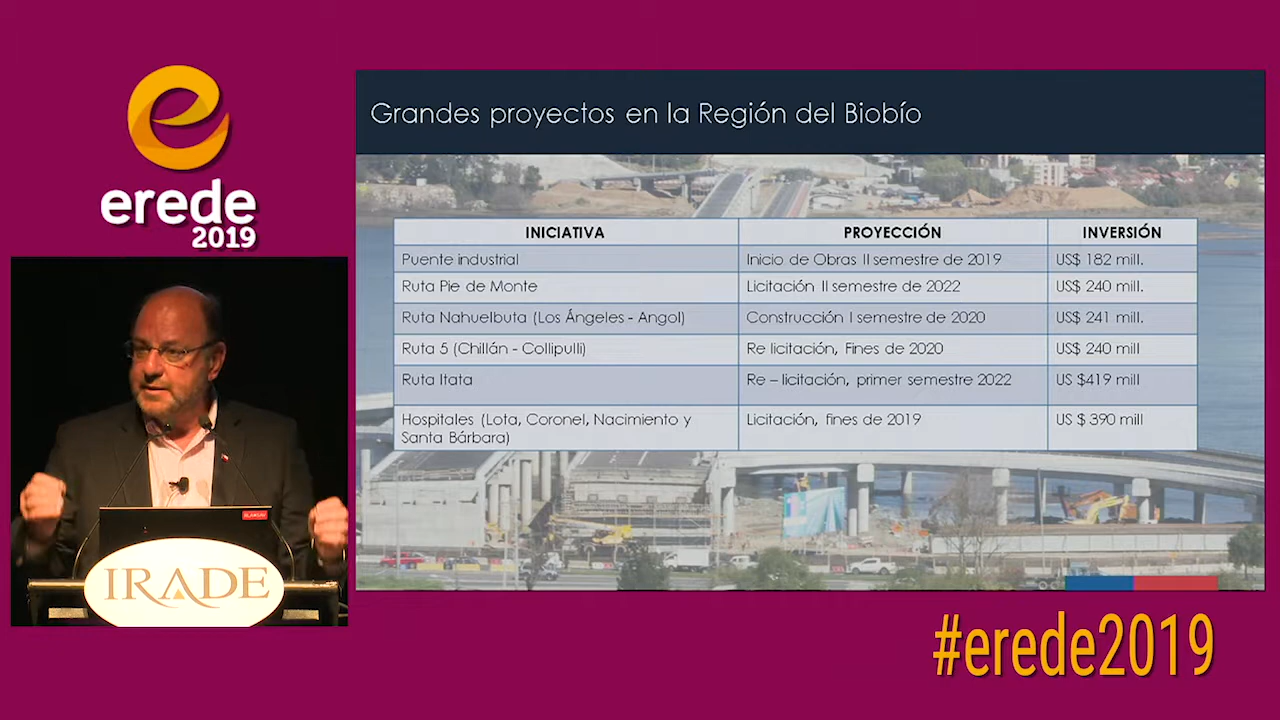 erede
2019
Grandes proyectos en la Región del Biobío
INICIATIVA PROYECCIÓN INVERSIÓN
Puente industrial Inicio de Obras II semestre de 2019 US$ 182 mill.
Ruta Pie de Monte Licitación II semestre de 2022 US$ 240 mill.
Ruta Nahuelbuta (Los Ángeles - Angol) Construcción I semestre de 2020 US$ 241 mill.
Ruta 5 (Chillán - Collipulli) Re licitación, Fines de 2020 US$ 240 mill
Ruta Itata Re – licitación, primer semestre 2022 US $419 mill
Hospitales (Lota, Coronel, Nacimiento y Licitación, fines de 2019 US $ 390 mill
Santa Bárbara)
IRADE
#erede2019